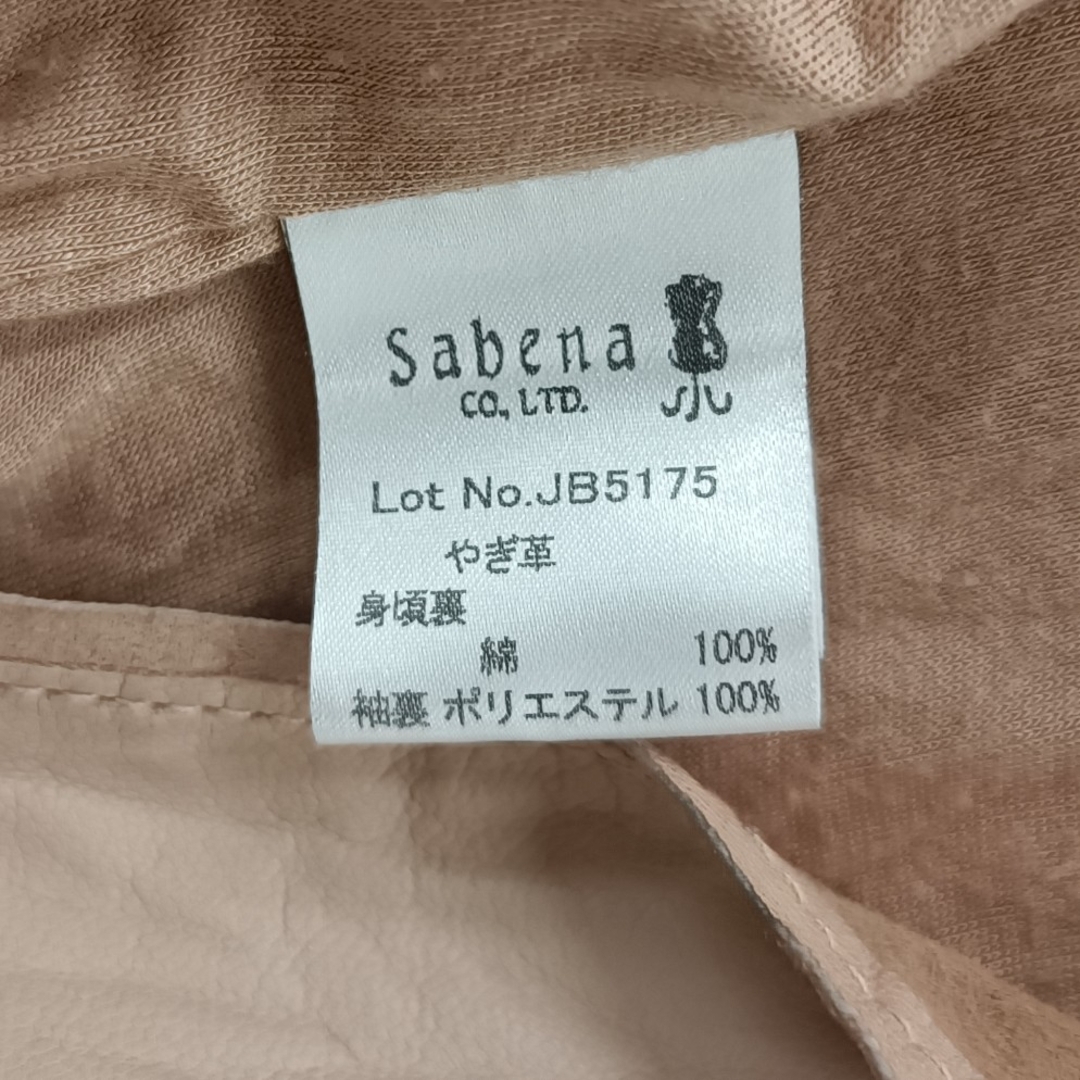 Sabena
CO., LTD.
Lot No.JB5175
やぎ革
身頃裏
綿 100%
袖裏 ポリエステル 100%